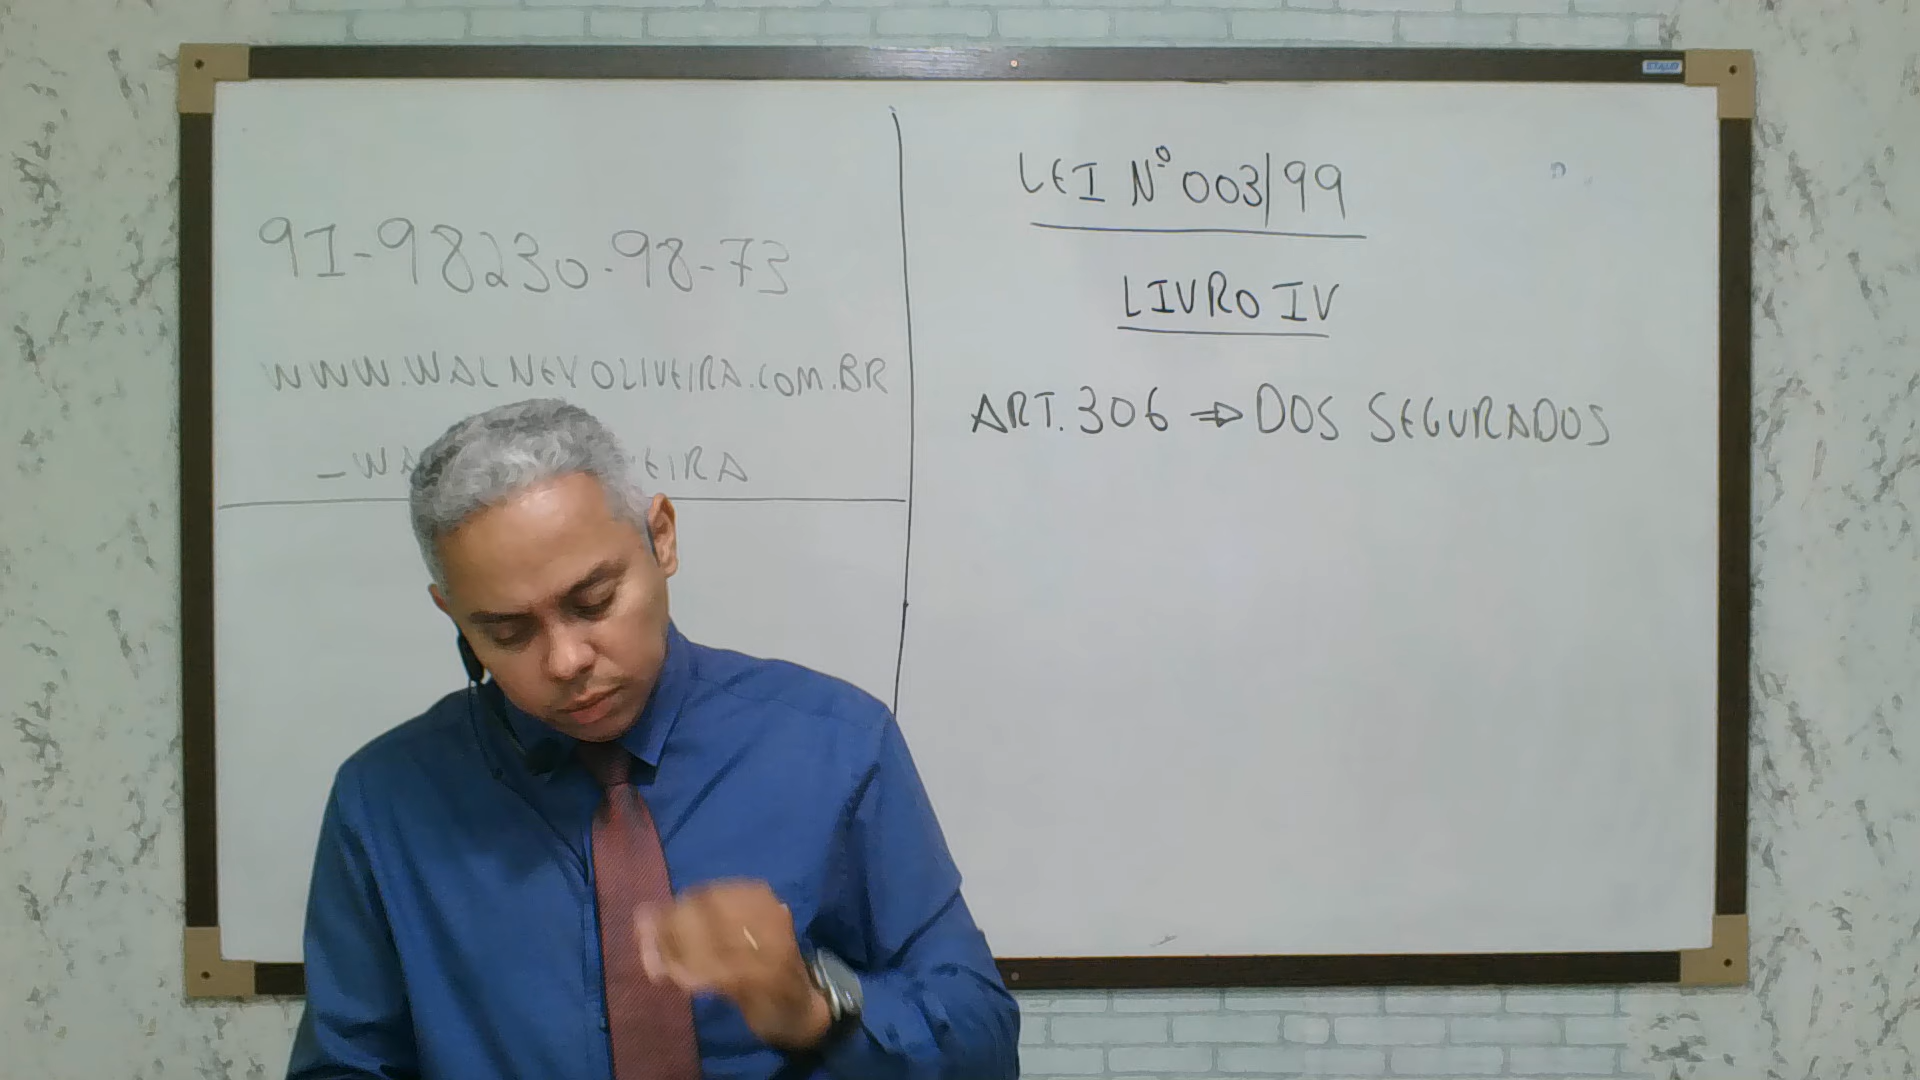 91-98230-98-73
WWW.WALNEYOLIVEIRA.COM.BR
LEI Nº 003/99
LIVRO IV
ART. 306 ⇒ DOS SEGURADOS